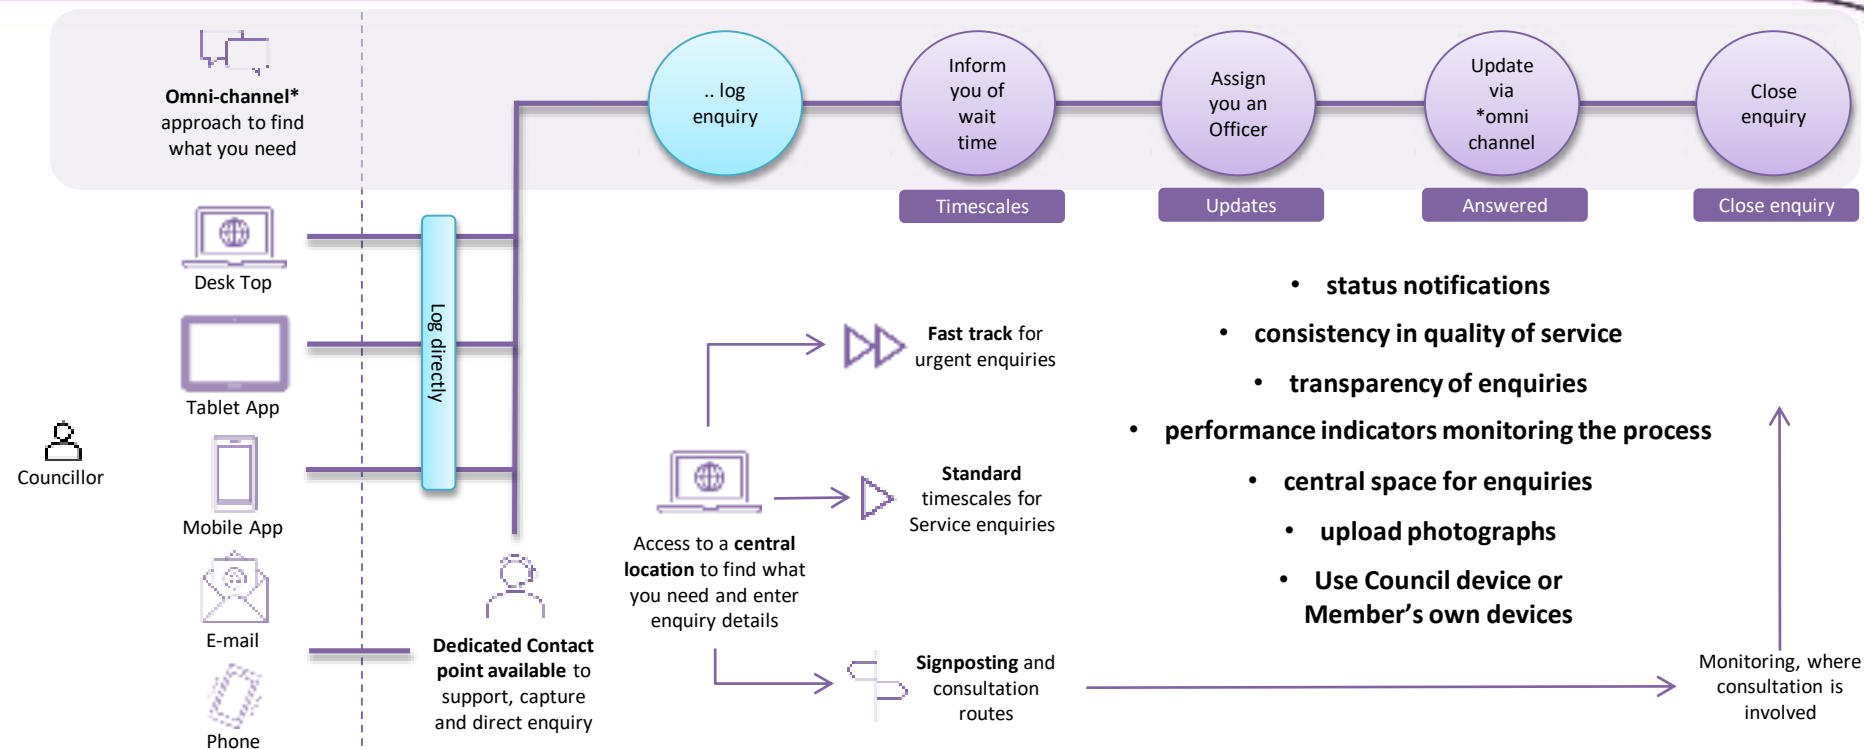 Omni-channel*
approach to find
what you need
.. log
enquiry
Inform
you of
wait
time
Assign
you an
Officer
Update
via
*omni
channel
Close
enquiry
Timescales
Updates
Answered
Close enquiry
Desk Top
Tablet App
Mobile App
E-mail
Phone
Councillor
Log directly
Dedicated Contact
point available to
support, capture
and direct enquiry
Access to a central
location to find what
you need and enter
enquiry details
Fast track for
urgent enquiries
Standard
timescales for
Service enquiries
Signposting and
consultation
routes
• status notifications
• consistency in quality of service
• transparency of enquiries
• performance indicators monitoring the process
• central space for enquiries
• upload photographs
• Use Council device or
Member’s own devices
Monitoring, where
consultation is
involved